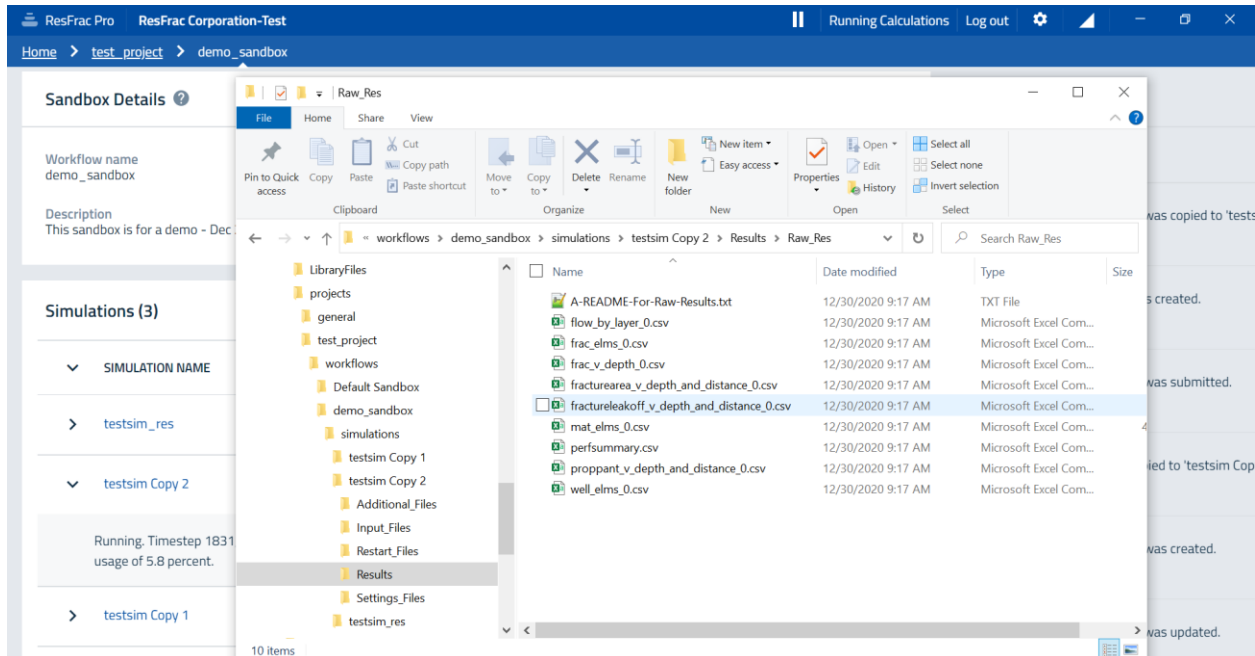 ResFrac Pro ResFrac Corporation-Test Running Calculations Log out
Home > test_project > demo_sandbox
Sandbox Details ?
Workflow name
demo_sandbox
Description
This sandbox is for a demo - Dec
Simulations (3)
SIMULATION NAME
testsim_res
testsim Copy 2
Running. Timestep 1831
usage of 5.8 percent.
testsim Copy 1
Raw_Res
File Home Share View
Pin to Quick
access
Copy
Paste
Cut
Copy path
Paste shortcut
Clipboard
Move
to
Copy
to
Delete
Rename
Organize
New
folder
New item
Easy access
New
Properties
Open
Edit
History
Open
Select all
Select none
Invert selection
Select
« workflows > demo_sandbox > simulations > testsim Copy 2 > Results > Raw_Res
Search Raw_Res
LibraryFiles
projects
general
test_project
workflows
Default Sandbox
demo_sandbox
simulations
testsim Copy 1
testsim Copy 2
Additional_Files
Input_Files
Restart_Files
Results
Settings_Files
testsim_res
Name Date modified Type Size
A-README-For-Raw-Results.txt 12/30/2020 9:17 AM TXT File
flow_by_layer_0.csv 12/30/2020 9:17 AM Microsoft Excel Com...
frac_elms_0.csv 12/30/2020 9:17 AM Microsoft Excel Com...
frac_v_depth_0.csv 12/30/2020 9:17 AM Microsoft Excel Com...
fracturearea_v_depth_and_distance_0.csv 12/30/2020 9:17 AM Microsoft Excel Com...
fractureleakoff_v_depth_and_distance_0.csv 12/30/2020 9:17 AM Microsoft Excel Com...
mat_elms_0.csv 12/30/2020 9:17 AM Microsoft Excel Com... 4
perfsummary.csv 12/30/2020 9:17 AM Microsoft Excel Com...
proppant_v_depth_and_distance_0.csv 12/30/2020 9:17 AM Microsoft Excel Com...
well_elms_0.csv 12/30/2020 9:17 AM Microsoft Excel Com...
10 items
was copied to 'tests
s created.
was submitted.
ied to 'testsim Cop
was created.
was updated.